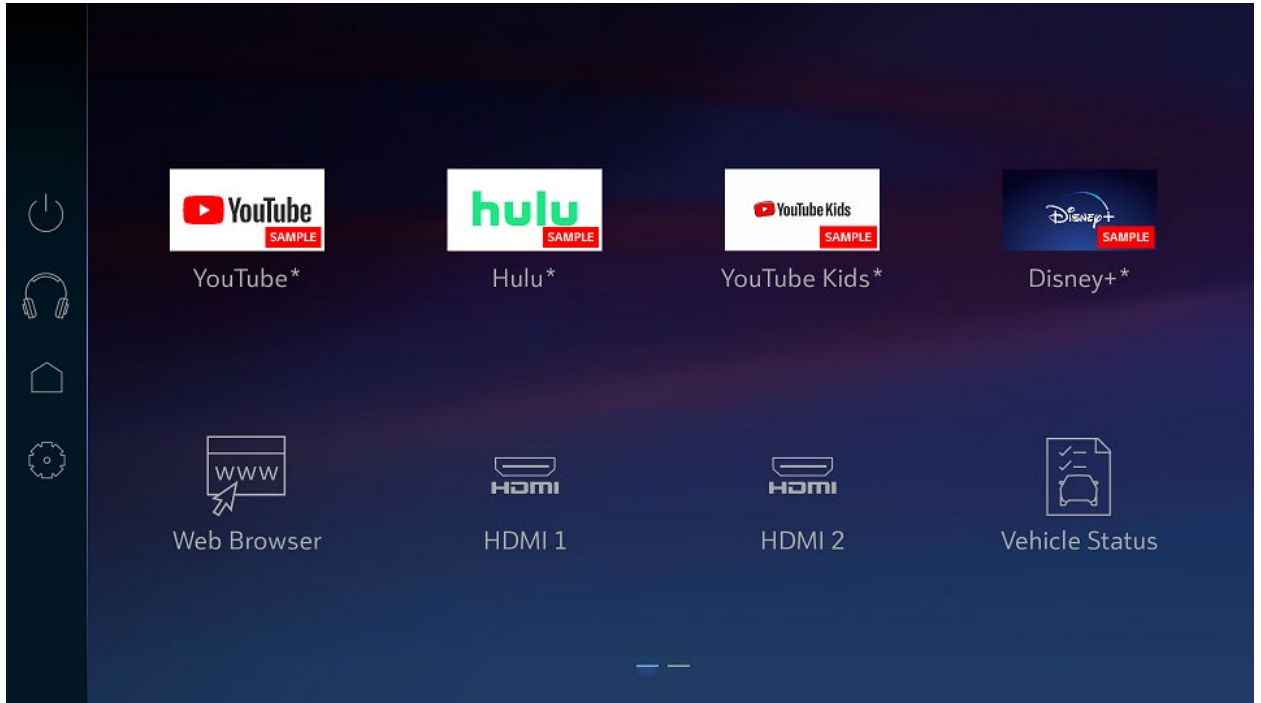 YouTube
SAMPLE
hulu
SAMPLE
YouTube Kids
SAMPLE
Disney+
SAMPLE
YouTube*
Hulu*
YouTube Kids*
Disney+*
www
HDMI
HDMI
Web Browser
HDMI 1
HDMI 2
Vehicle Status